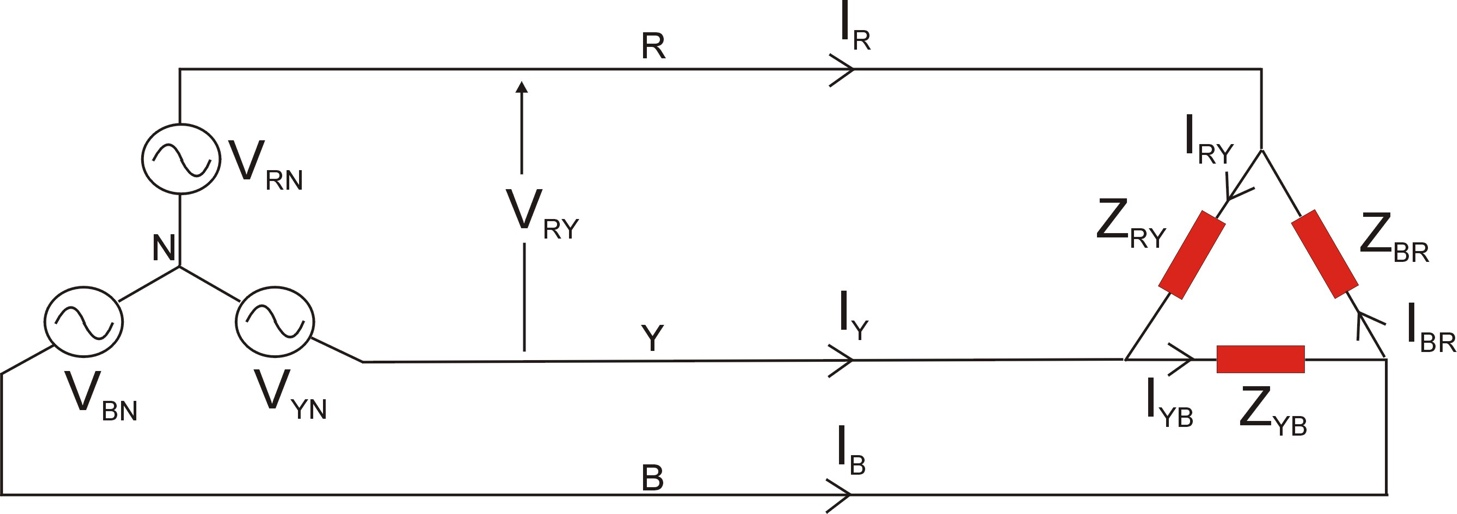 R
I_R
V_RN
I_RY
V_RY
Z_RY
Z_BR
N
I_Y
Y
I_BR
V_BN
V_YN
I_YB
Z_YB
I_B
B